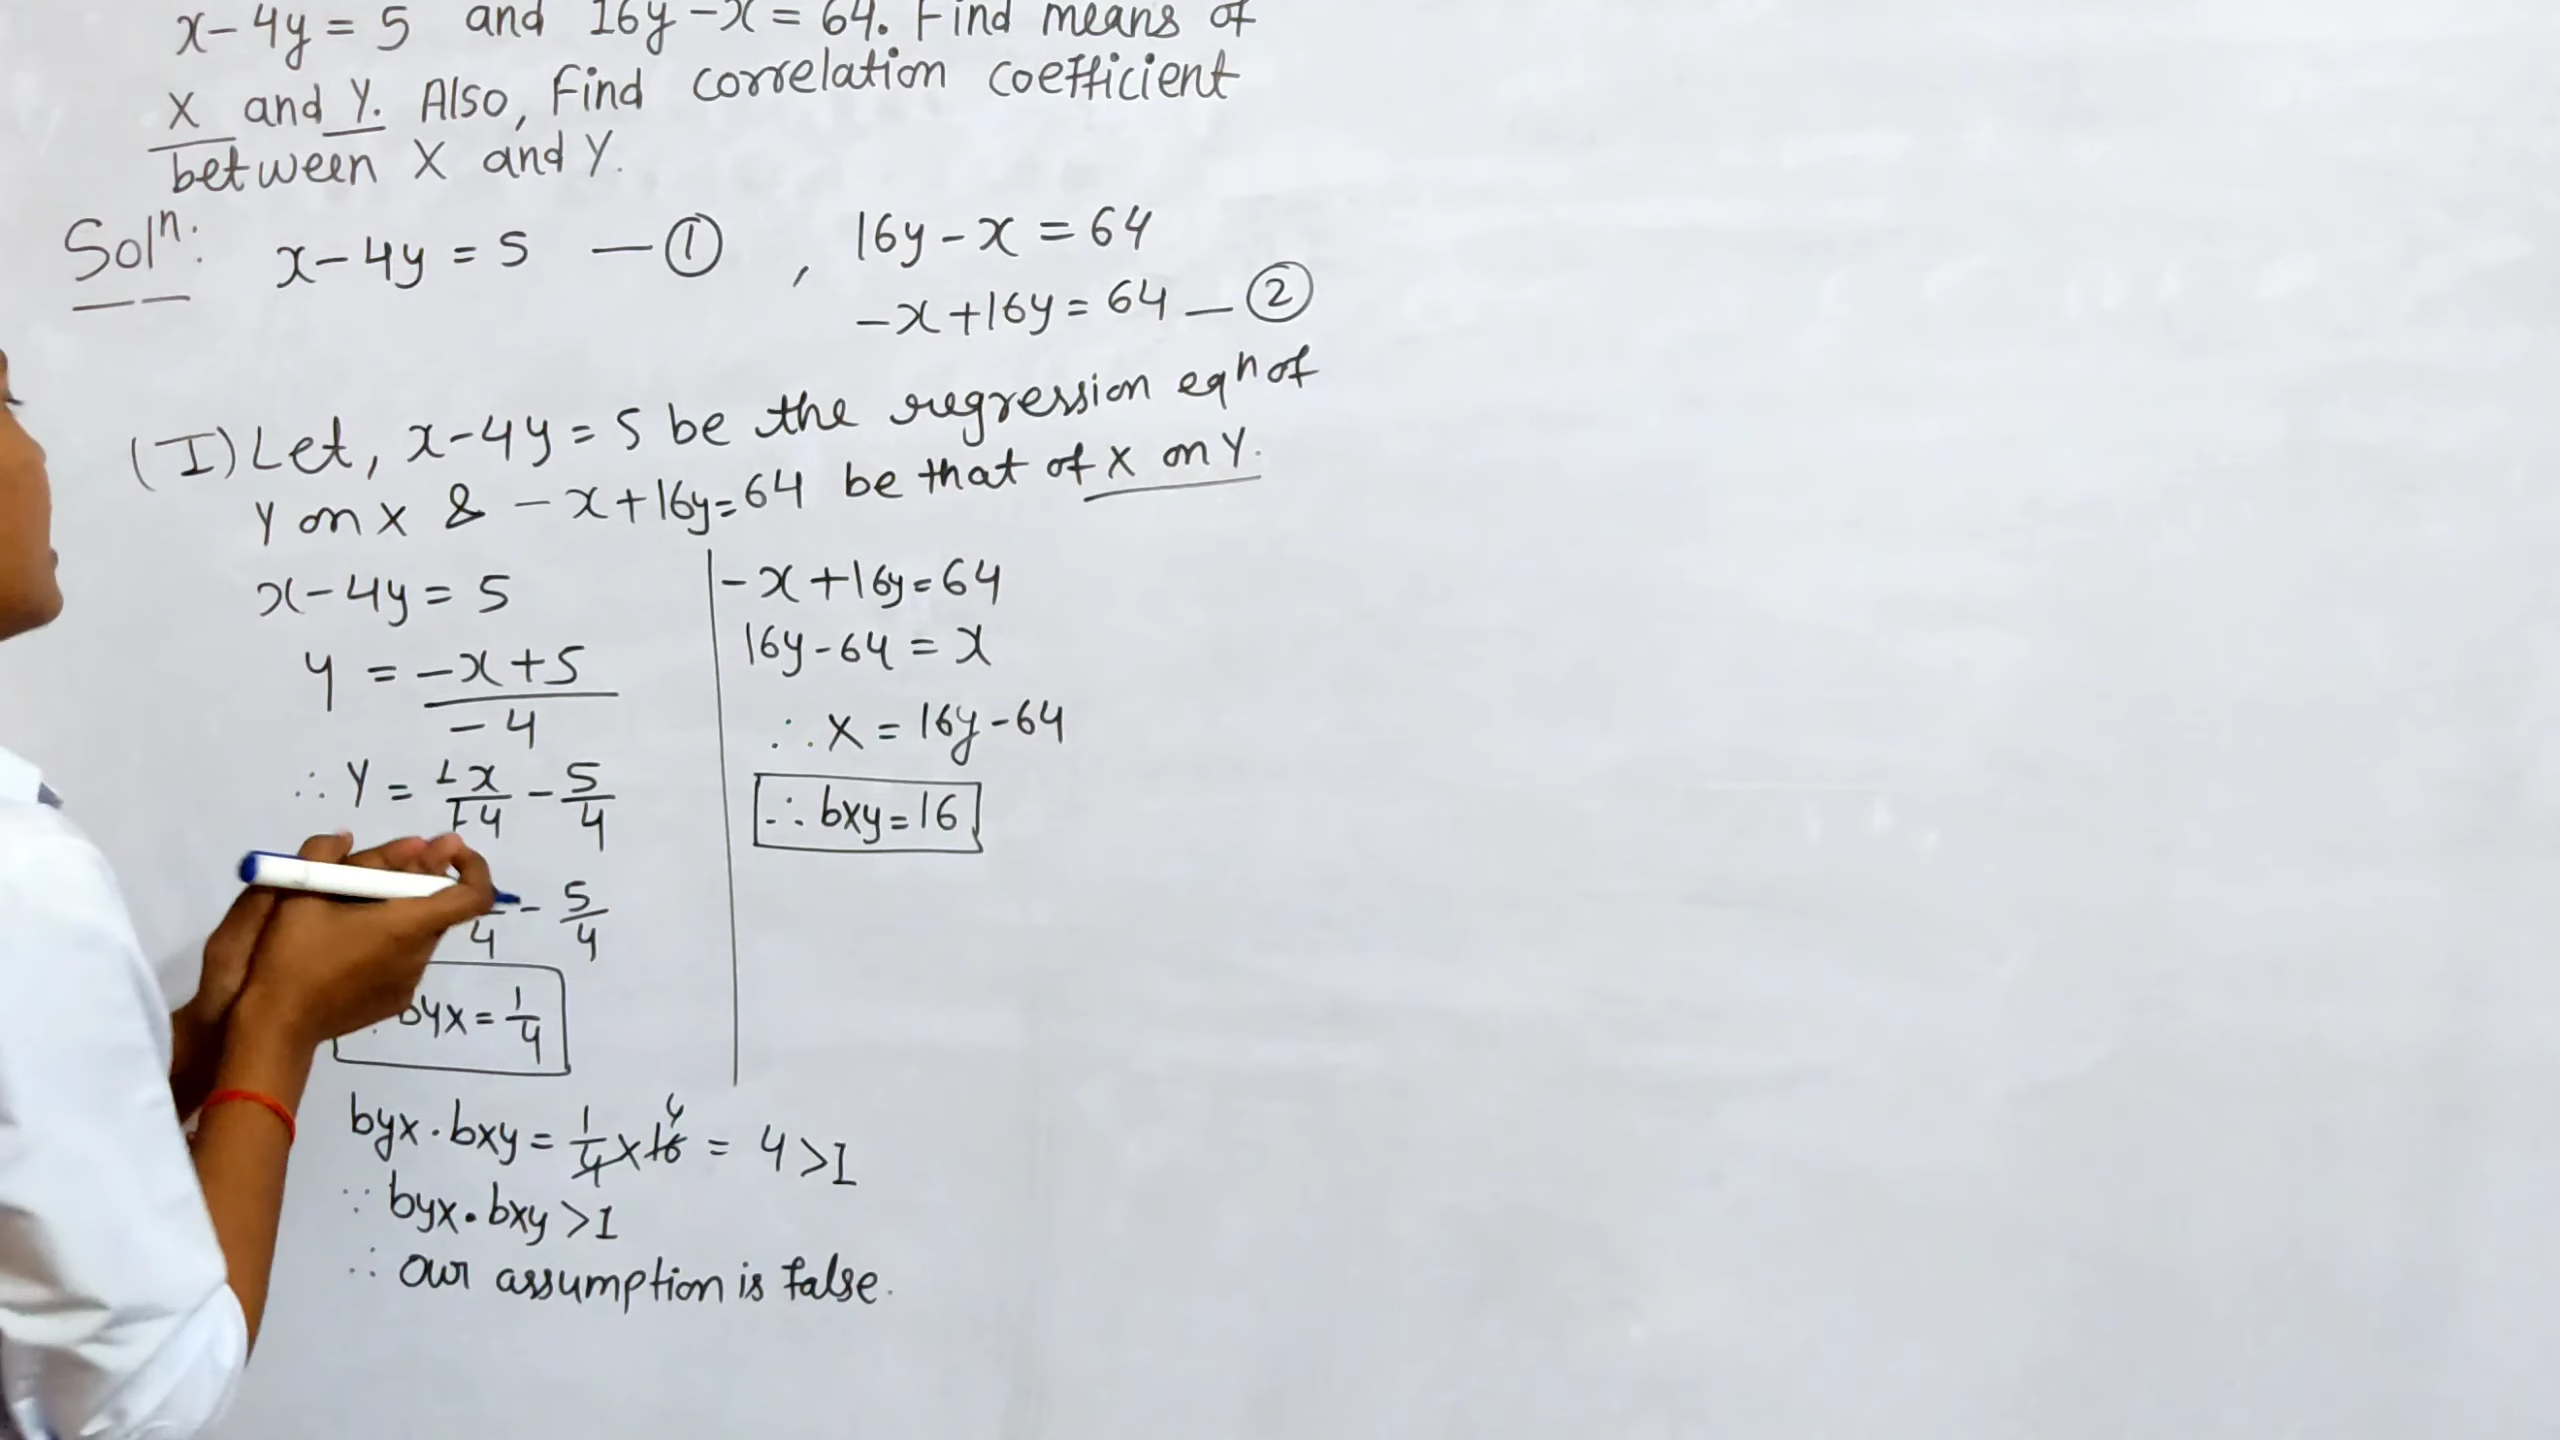 x-4y = 5 and 16y-x = 64. Find means of
X and Y. Also, Find correlation coefficient
between X and Y.
Solⁿ: x-4y = 5 — ① , 16y-x = 64
-x+16y = 64 — ②
(I) Let, x-4y = 5 be the regression eqⁿ of
Y on X & -x+16y=64 be that of X on Y.
x-4y = 5
y = -x+5 / -4
∴ Y = -x/-4 - 5/4
/4 - 5/4
byx = 1/4
-x+16y=64
16y-64 = x
∴ X = 16y-64
∴ bxy=16
byx · bxy = 1/4 x 16 4 = 4 >1
∵ byx · bxy >1
∴ our assumption is false.